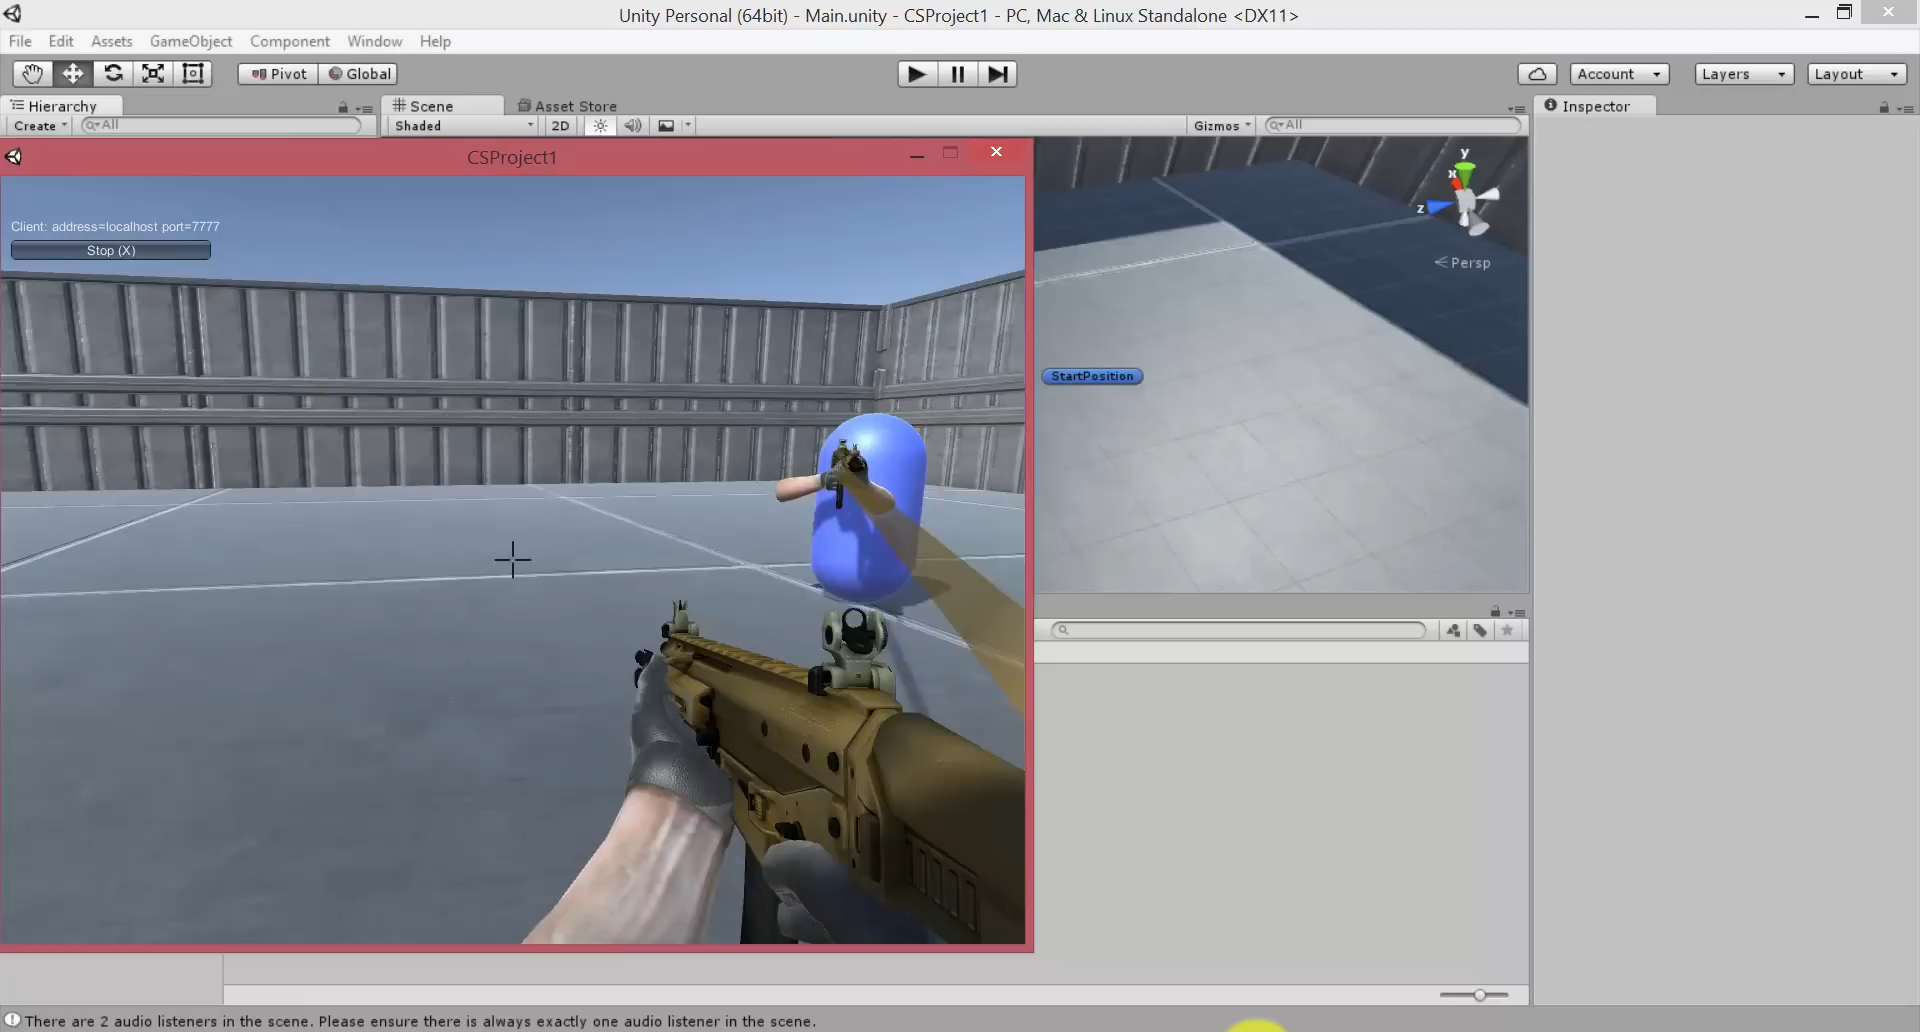 Unity Personal (64bit) - Main.unity - CSProject1 - PC, Mac & Linux Standalone <DX11>
File Edit Assets GameObject Component Window Help
Pivot Global Account Layers Layout
Hierarchy Scene Asset Store Inspector
Create All Shaded 2D Gizmos All
CSProject1
y
x
z
Persp
Client: address=localhost port=7777
Stop (X)
StartPosition
There are 2 audio listeners in the scene. Please ensure there is always exactly one audio listener in the scene.